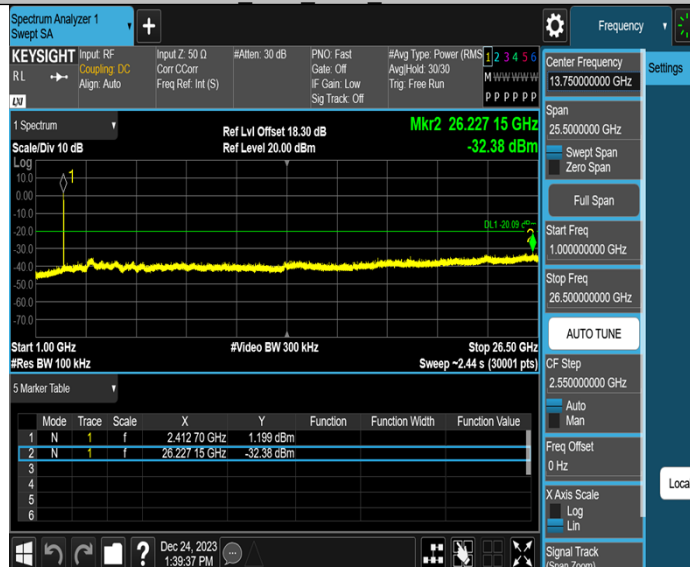 Spectrum Analyzer 1
Swept SA
+
Frequency
KEYSIGHT
Input: RF
Coupling: DC
Align: Auto
Input Z: 50 Ω
Corr CCorr
Freq Ref: Int (S)
#Atten: 30 dB
PNO: Fast
Gate: Off
IF Gain: Low
Sig Track: Off
#Avg Type: Power (RMS
Avg|Hold: 30/30
Trig: Free Run
1 2 3 4 5 6
M W W W W W
P P P P P P
RL
LXI
Center Frequency
13.750000000 GHz
Settings
Span
25.5000000 GHz
Swept Span
Zero Span
Full Span
Start Freq
1.000000000 GHz
Stop Freq
26.500000000 GHz
AUTO TUNE
CF Step
2.550000000 GHz
Auto
Man
Freq Offset
0 Hz
X Axis Scale
Log
Lin
Signal Track
(Span Zoom)
Loca
1 Spectrum
Scale/Div 10 dB
Ref Lvl Offset 18.30 dB
Ref Level 20.00 dBm
Mkr2 26.227 15 GHz
-32.38 dBm
Log
10.0
0.00
-10.0
-20.0
-30.0
-40.0
-50.0
-60.0
-70.0
1
DL1 -20.09 dBm
2
Start 1.00 GHz
#Res BW 100 kHz
#Video BW 300 kHz
Stop 26.50 GHz
Sweep ~2.44 s (30001 pts)
5 Marker Table
Mode Trace Scale X Y Function Function Width Function Value
1 N 1 f 2.412 70 GHz 1.199 dBm
2 N 1 f 26.227 15 GHz -32.38 dBm
3
4
5
6
?
Dec 24, 2023
1:39:37 PM